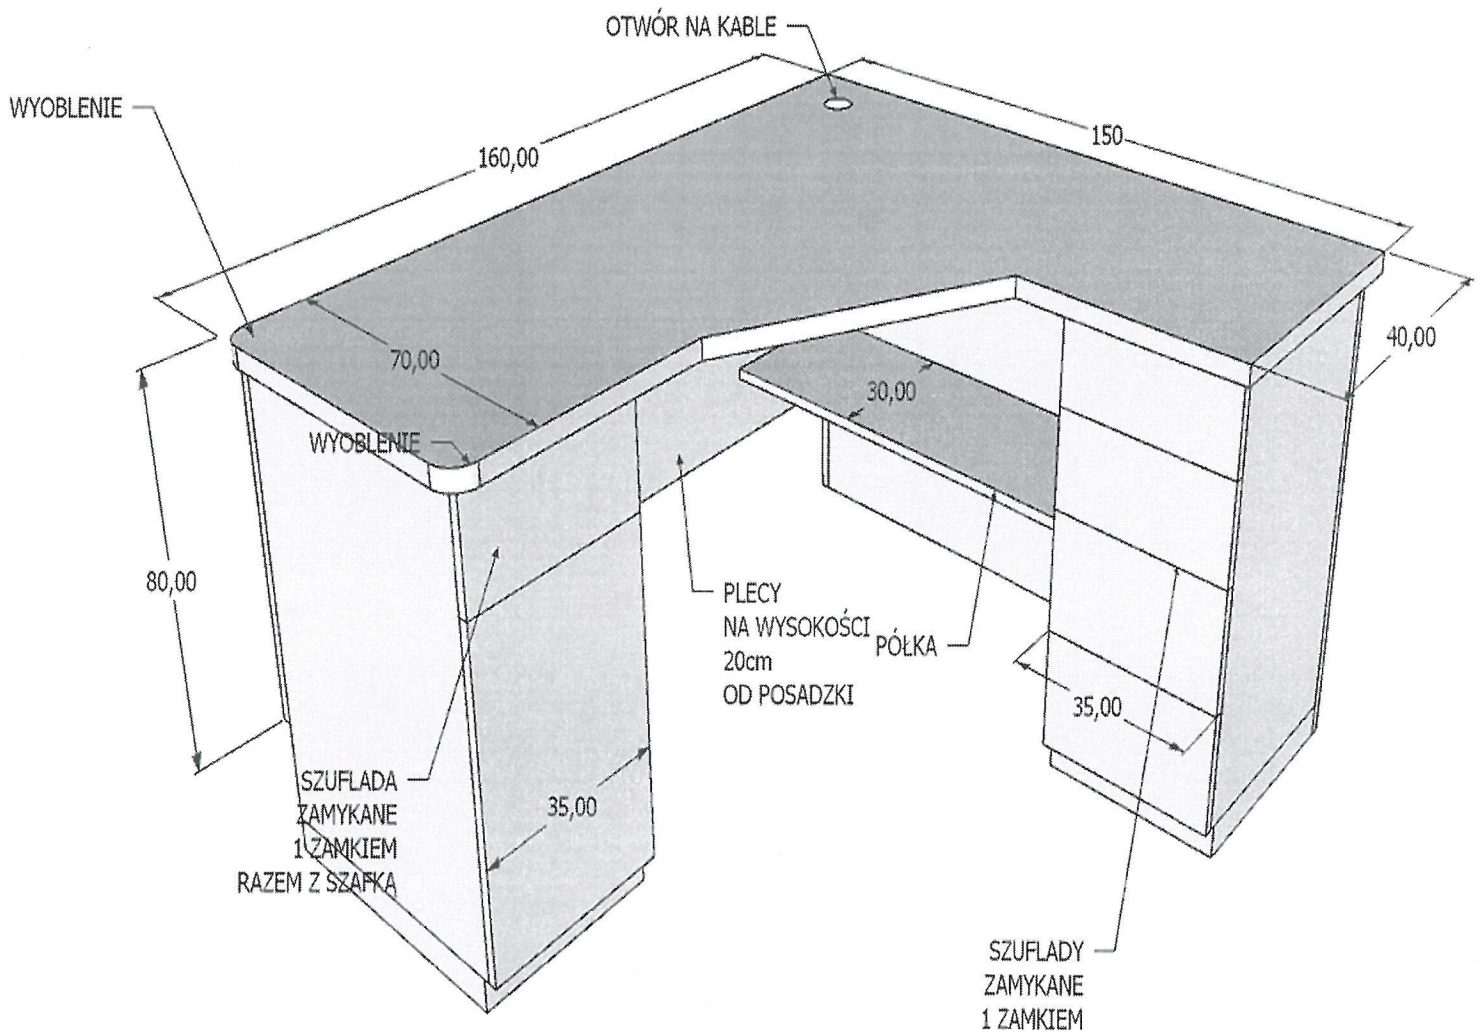 OTWÓR NA KABLE
WYOBLENIE
160,00
150
70,00
40,00
30,00
WYOBLENIE
80,00
PLECY
NA WYSOKOŚCI
20cm
OD POSADZKI
PÓŁKA
35,00
SZUFLADA
ZAMYKANE
1 ZAMKIEM
RAZEM Z SZAFKA
35,00
SZUFLADY
ZAMYKANE
1 ZAMKIEM